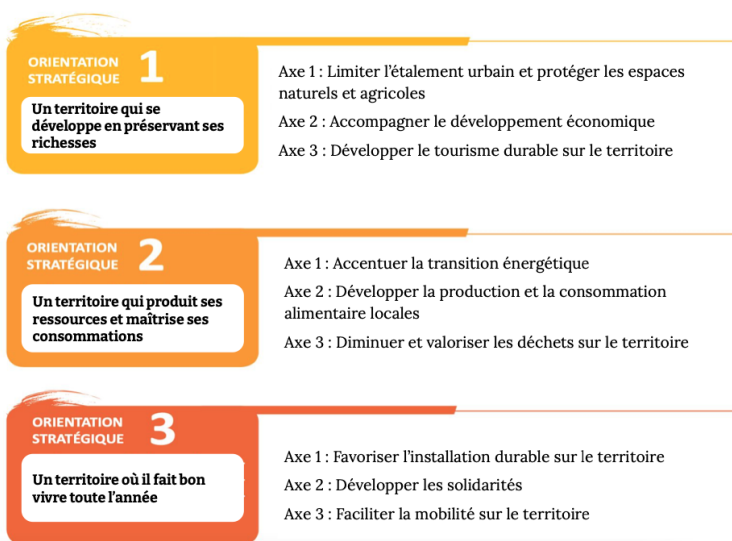 ORIENTATION
STRATÉGIQUE 1
Un territoire qui se
développe en préservant ses
richesses
Axe 1 : Limiter l’étalement urbain et protéger les espaces
naturels et agricoles
Axe 2 : Accompagner le développement économique
Axe 3 : Développer le tourisme durable sur le territoire
ORIENTATION
STRATÉGIQUE 2
Un territoire qui produit ses
ressources et maîtrise ses
consommations
Axe 1 : Accentuer la transition énergétique
Axe 2 : Développer la production et la consommation
alimentaire locales
Axe 3 : Diminuer et valoriser les déchets sur le territoire
ORIENTATION
STRATÉGIQUE 3
Un territoire où il fait bon
vivre toute l’année
Axe 1 : Favoriser l’installation durable sur le territoire
Axe 2 : Développer les solidarités
Axe 3 : Faciliter la mobilité sur le territoire